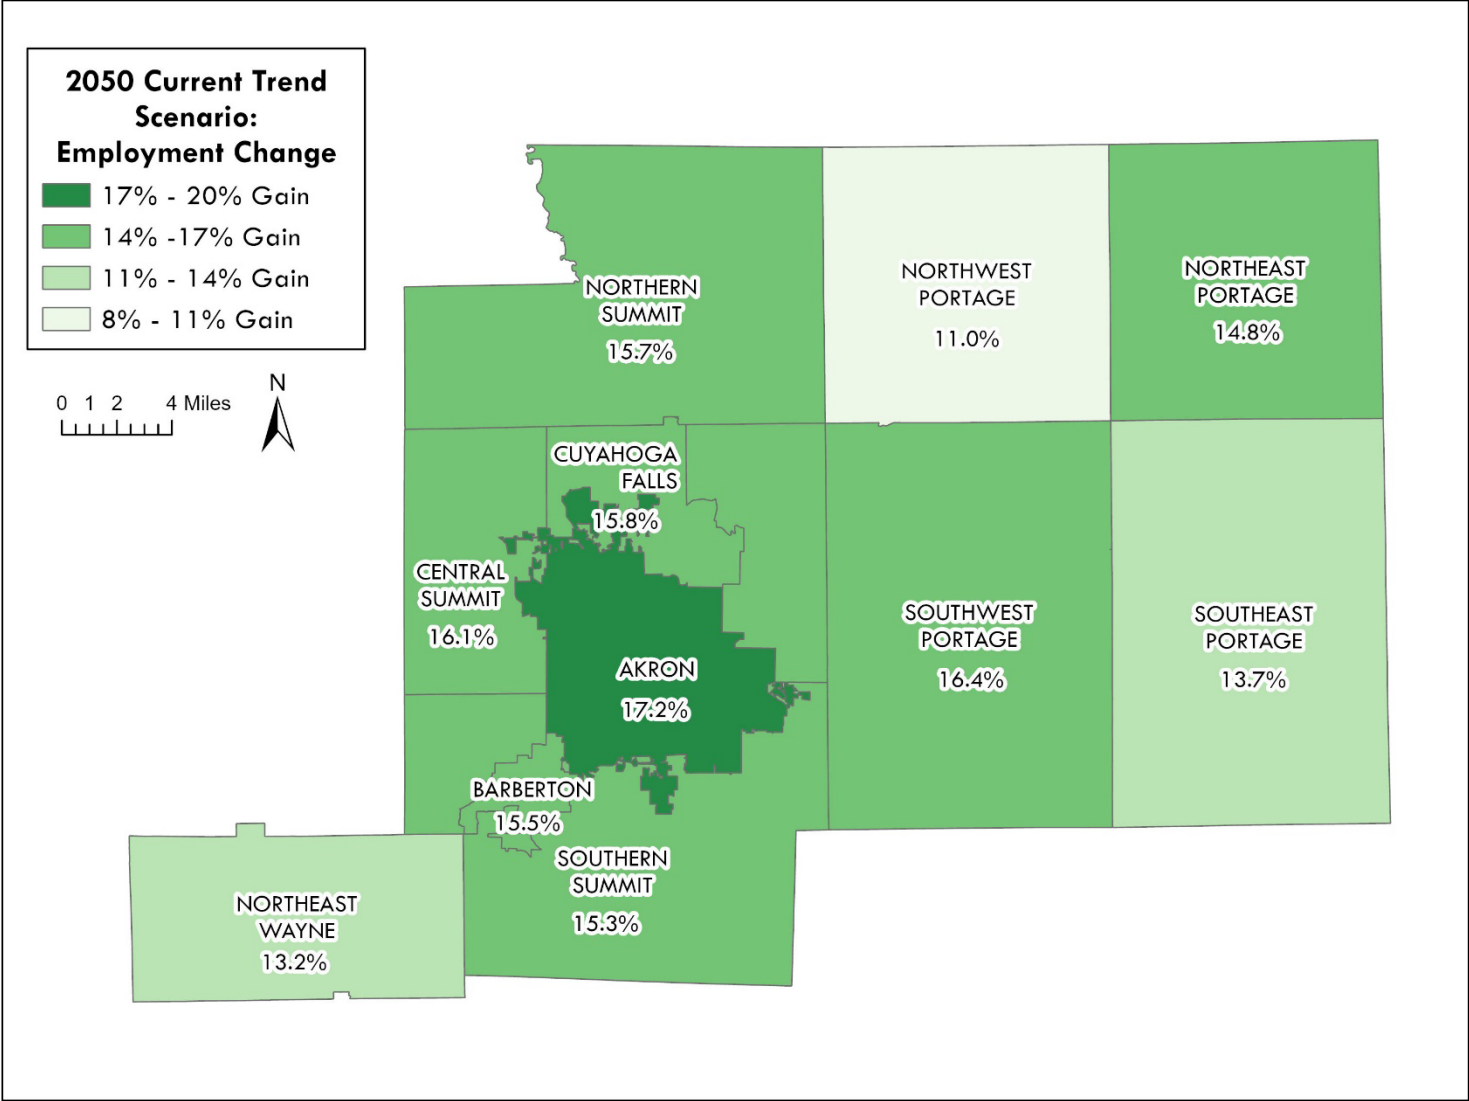 2050 Current Trend
Scenario:
Employment Change
17% - 20% Gain
14% -17% Gain
11% - 14% Gain
8% - 11% Gain
0 1 2 4 Miles
N
NORTHERN
SUMMIT
15.7%
NORTHWEST
PORTAGE
11.0%
NORTHEAST
PORTAGE
14.8%
CUYAHOGA
FALLS
15.8%
CENTRAL
SUMMIT
16.1%
AKRON
17.2%
SOUTHWEST
PORTAGE
16.4%
SOUTHEAST
PORTAGE
13.7%
BARBERTON
15.5%
SOUTHERN
SUMMIT
15.3%
NORTHEAST
WAYNE
13.2%